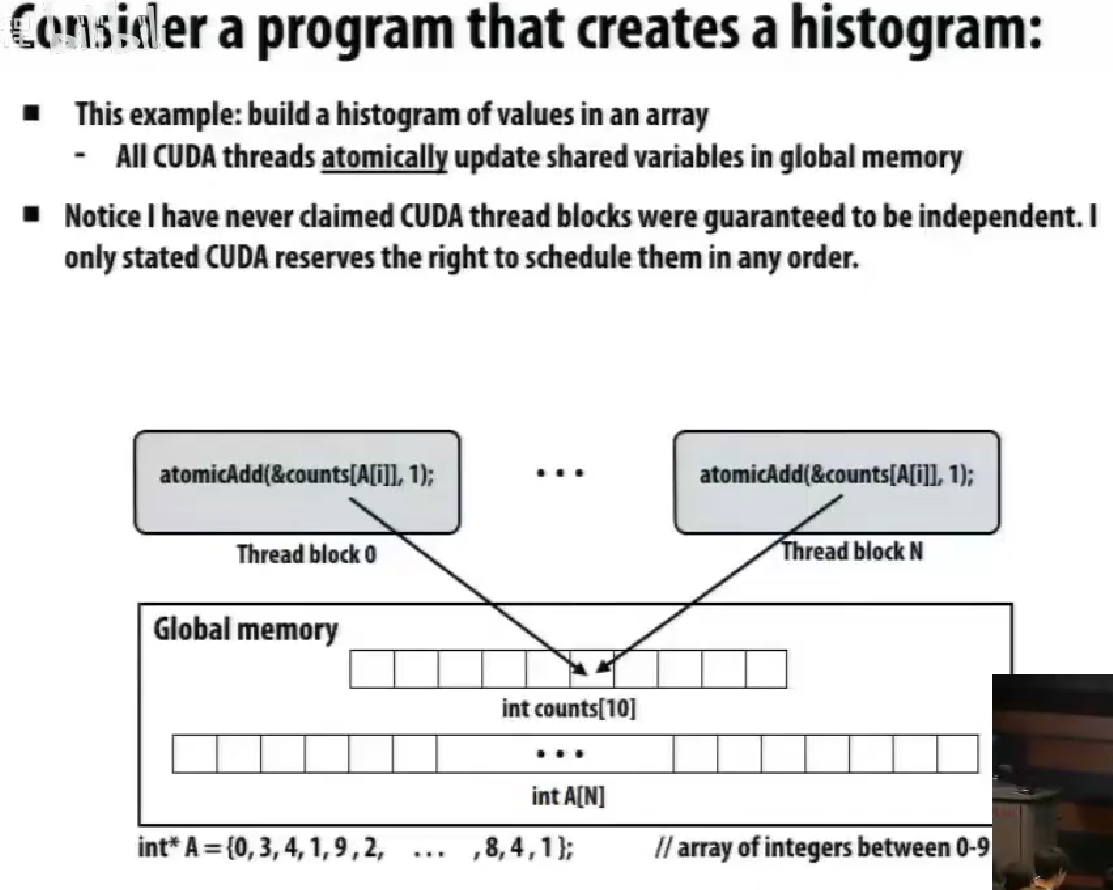 Consider a program that creates a histogram:
■ This example: build a histogram of values in an array
- All CUDA threads atomically update shared variables in global memory
■ Notice I have never claimed CUDA thread blocks were guaranteed to be independent. I
only stated CUDA reserves the right to schedule them in any order.
atomicAdd(&counts[A[i]], 1);
• • •
atomicAdd(&counts[A[i]], 1);
Thread block 0
Thread block N
Global memory
int counts[10]
• • •
int A[N]
int* A = {0, 3, 4, 1, 9, 2, ... , 8, 4, 1 }; // array of integers between 0-9